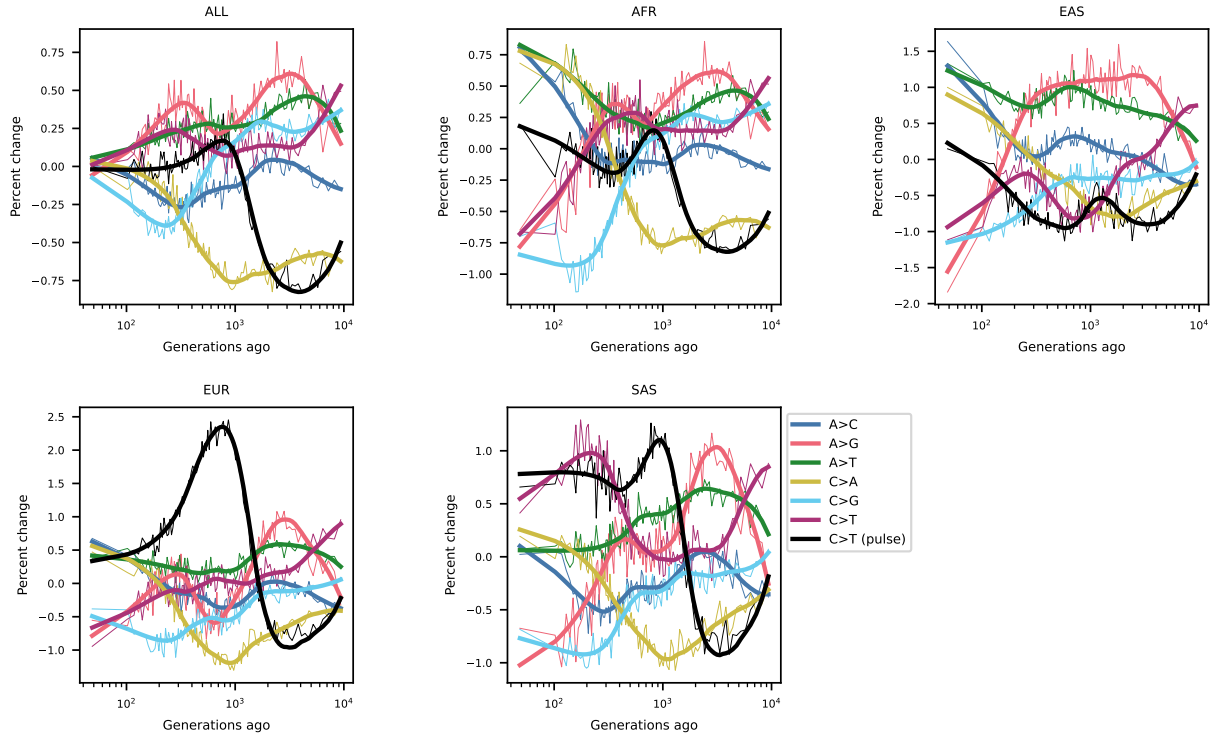 ALL
AFR
EAS
Percent change
0.75
0.50
0.25
0.00
−0.25
−0.50
−0.75
10²
10³
10⁴
Generations ago
Percent change
0.75
0.50
0.25
0.00
−0.25
−0.50
−0.75
−1.00
10²
10³
10⁴
Generations ago
Percent change
1.5
1.0
0.5
0.0
−0.5
−1.0
−1.5
−2.0
10²
10³
10⁴
Generations ago
EUR
SAS
Percent change
2.5
2.0
1.5
1.0
0.5
0.0
−0.5
−1.0
10²
10³
10⁴
Generations ago
Percent change
1.0
0.5
0.0
−0.5
−1.0
10²
10³
10⁴
Generations ago
A>C
A>G
A>T
C>A
C>G
C>T
C>T (pulse)